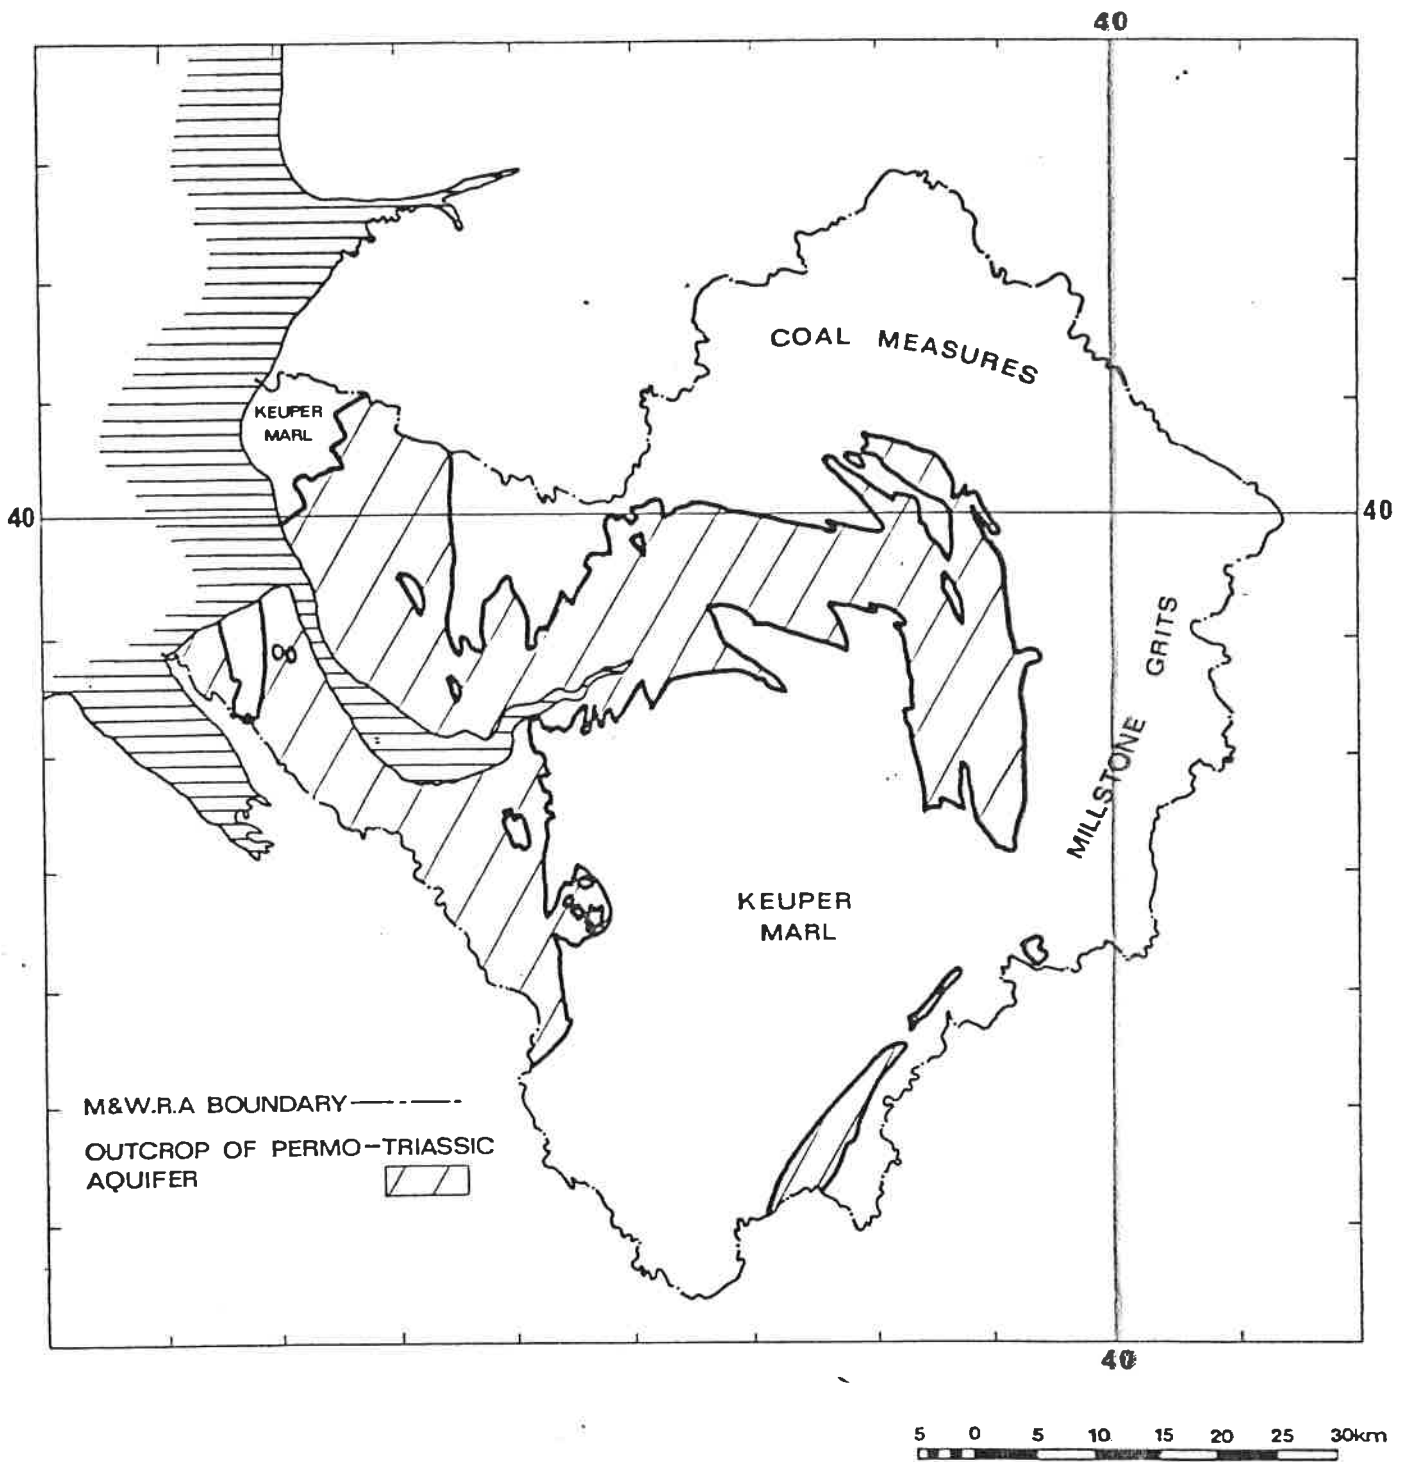 40
COAL MEASURES
KEUPER
MARL
40
40
MILLSTONE GRITS
KEUPER
MARL
M&W.R.A BOUNDARY
OUTCROP OF PERMO-TRIASSIC
AQUIFER
40
5 0 5 10 15 20 25 30km